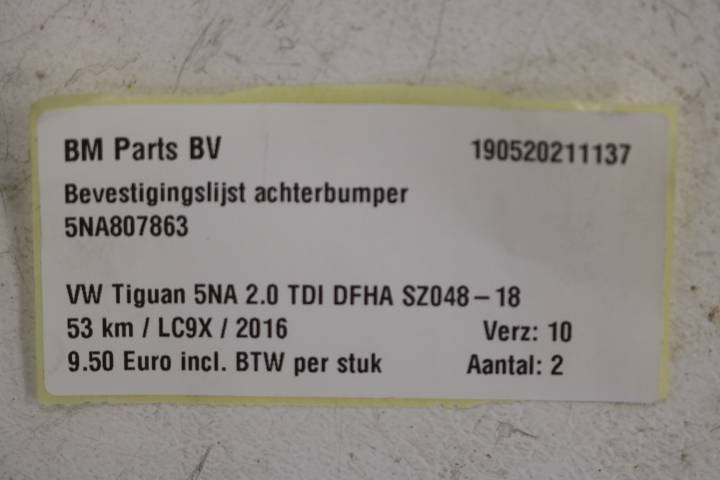 BM Parts BV 190520211137
Bevestigingslijst achterbumper
5NA807863
VW Tiguan 5NA 2.0 TDI DFHA SZ048 – 18
53 km / LC9X / 2016 Verz: 10
9.50 Euro incl. BTW per stuk Aantal: 2